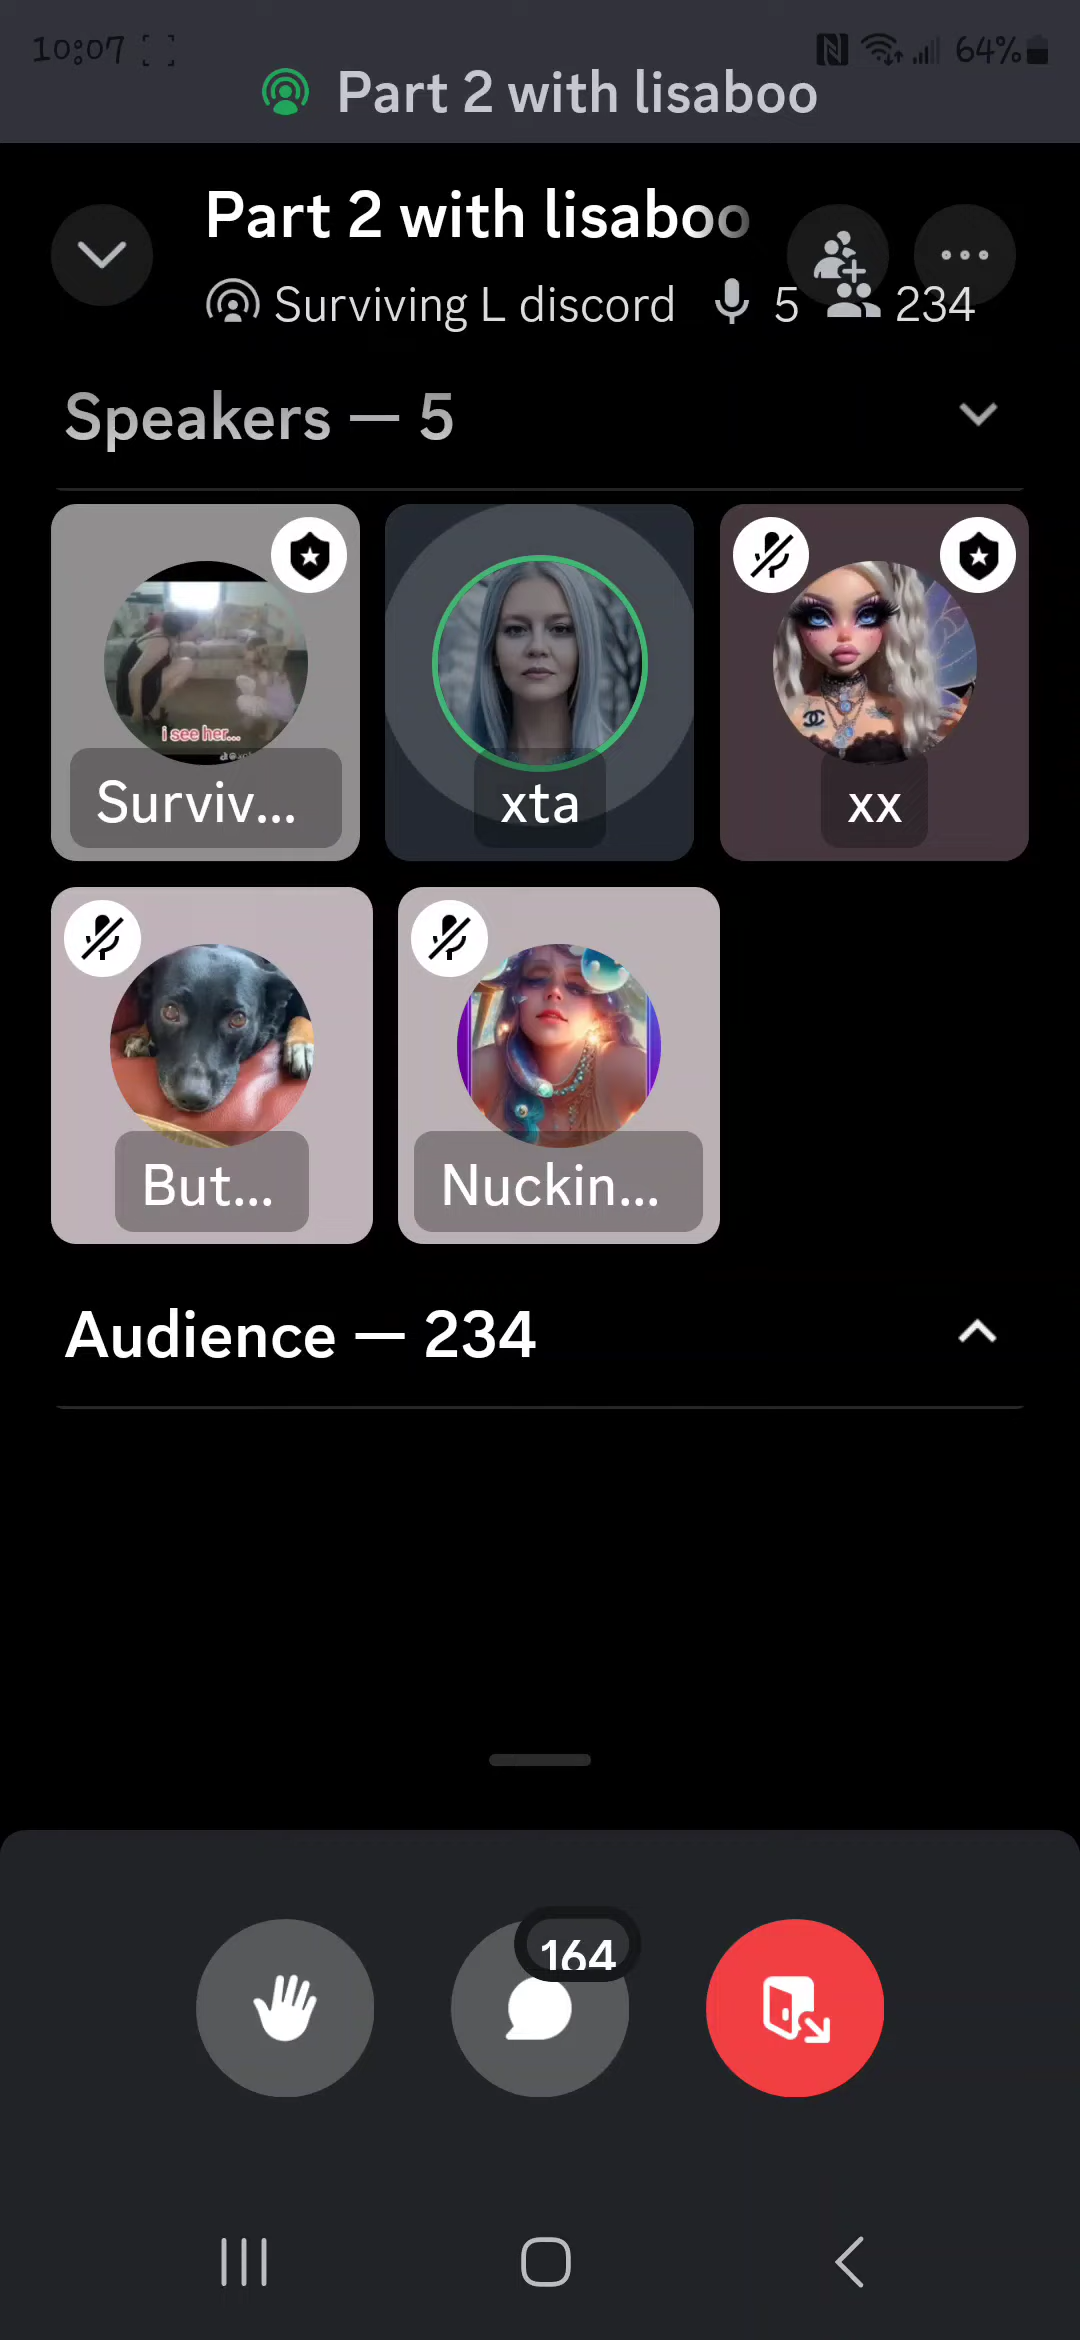 10:07
64%
Part 2 with lisaboo
Part 2 with lisaboo
Surviving L discord 5 234
Speakers — 5
i see her...
Surviv...
xta
xx
But...
Nuckin...
Audience — 234
164